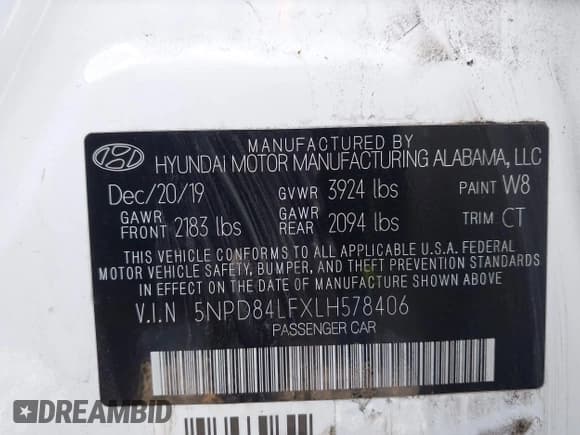 MANUFACTURED BY
HYUNDAI MOTOR MANUFACTURING ALABAMA, LLC
Dec/20/19 GVWR 3924 lbs PAINT W8
GAWR FRONT 2183 lbs GAWR REAR 2094 lbs TRIM CT
THIS VEHICLE CONFORMS TO ALL APPLICABLE U.S.A. FEDERAL
MOTOR VEHICLE SAFETY, BUMPER, AND THEFT PREVENTION STANDARDS
IN EFFECT ON THE DATE OF MANUFACTURE SHOWN ABOVE
V.I.N 5NPD84LFXLH578406
PASSENGER CAR
DREAMBID